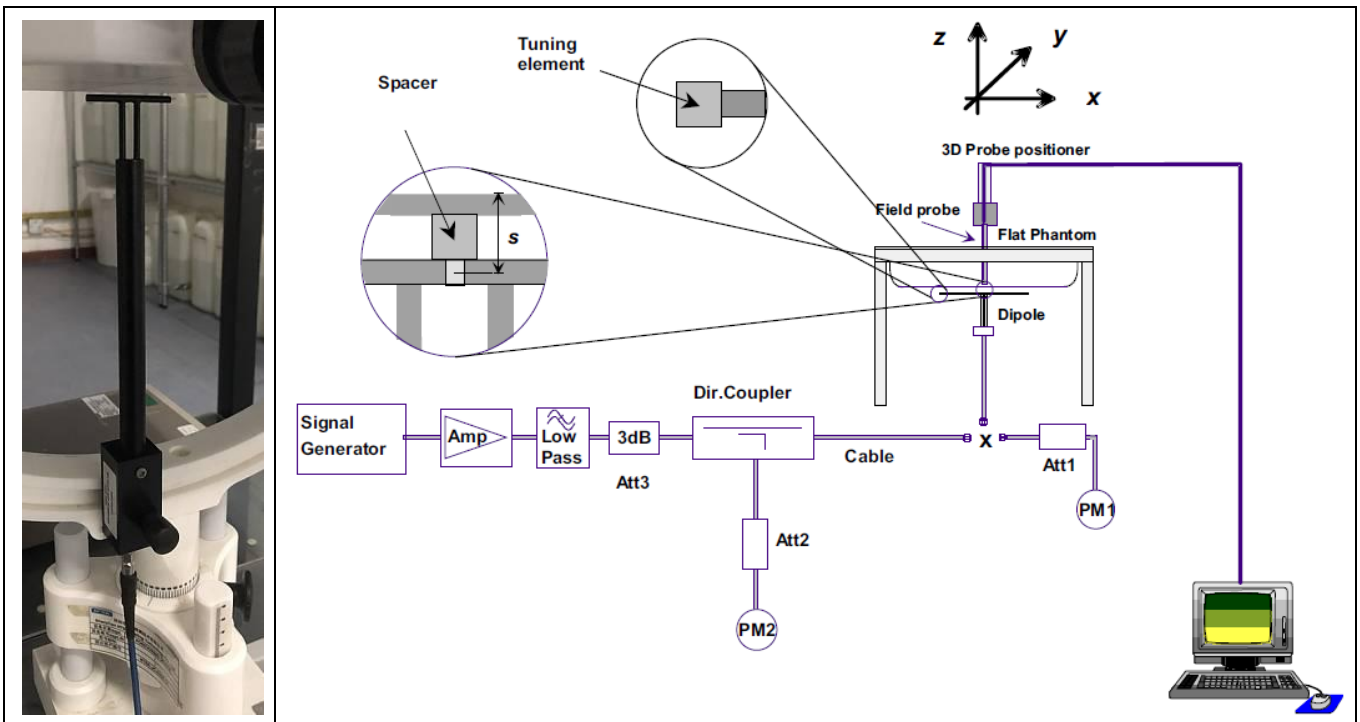 Tuning
element
Spacer
z
y
x
3D Probe positioner
Field probe
Flat Phantom
s
Dipole
Dir.Coupler
Signal
Generator
Amp
Low
Pass
3dB
Att3
Cable
x
Att1
PM1
Att2
PM2